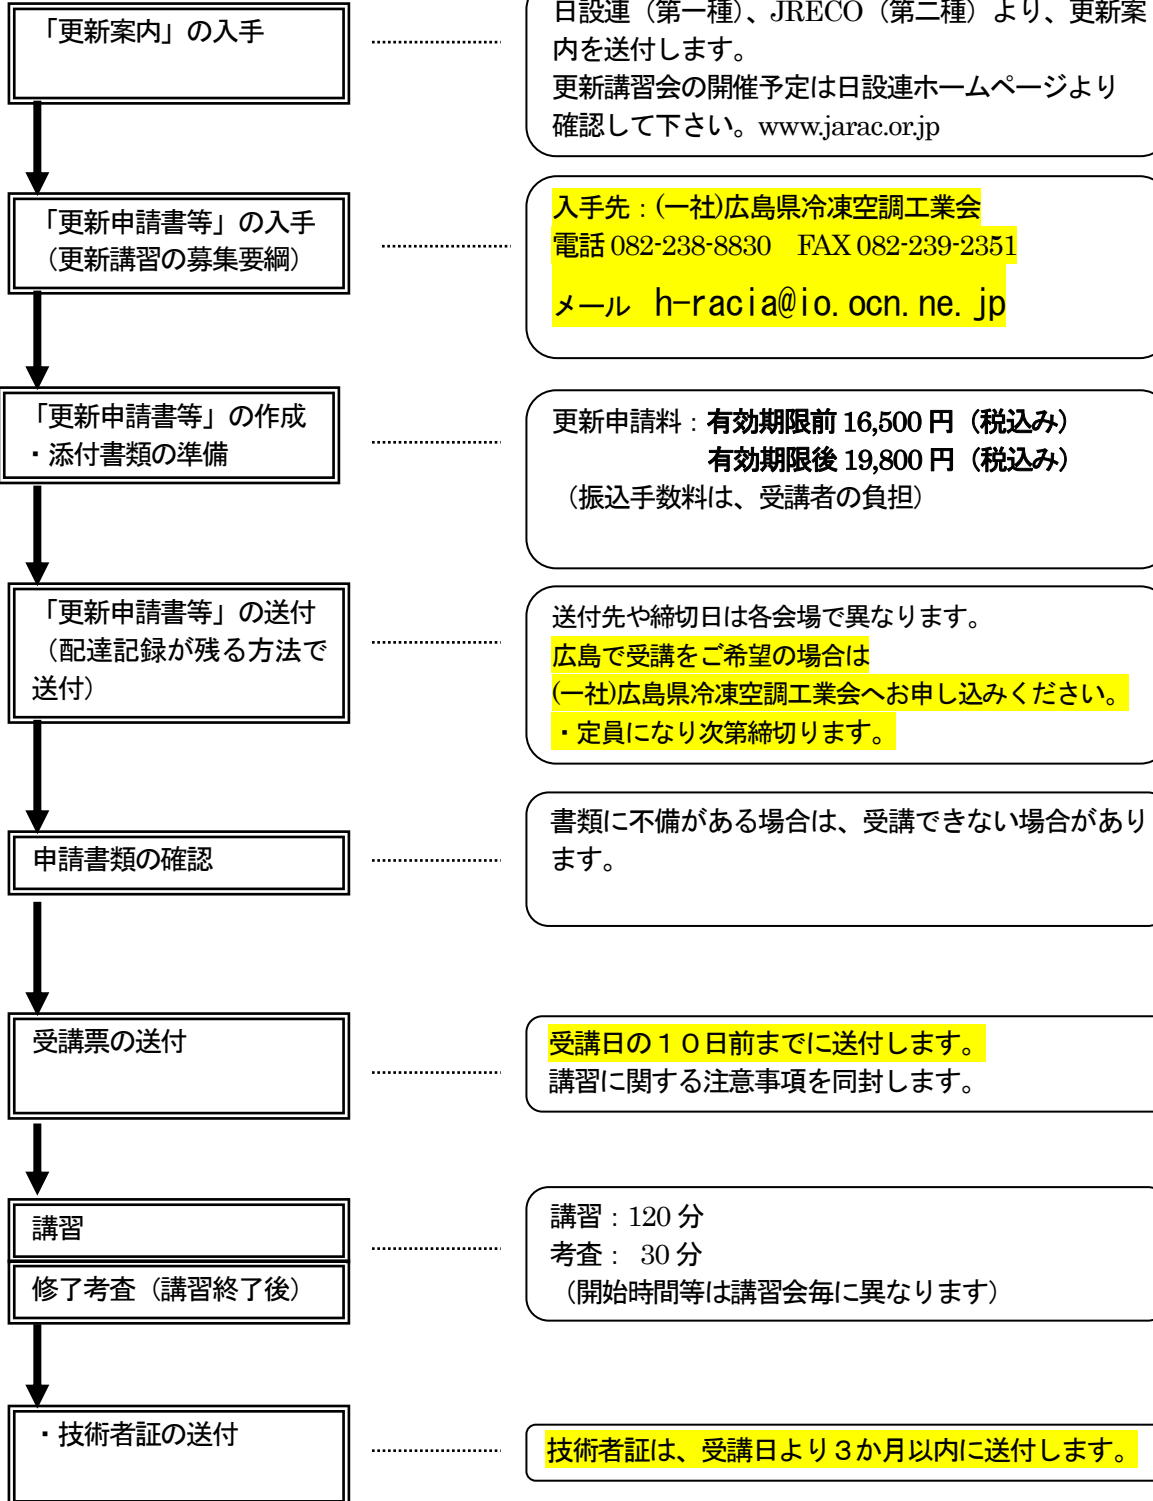 「更新案内」の入手
日設連（第一種）、JRECO（第二種）より、更新案
内を送付します。
更新講習会の開催予定は日設連ホームページより
確認して下さい。www.jarac.or.jp
「更新申請書等」の入手
（更新講習の募集要綱）
入手先：(一社)広島県冷凍空調工業会
電話 082-238-8830　FAX 082-239-2351
メール　h-racia@io.ocn.ne.jp
「更新申請書等」の作成
・添付書類の準備
更新申請料：有効期限前 16,500 円（税込み）
有効期限後 19,800 円（税込み）
（振込手数料は、受講者の負担）
「更新申請書等」の送付
（配達記録が残る方法で
送付）
送付先や締切日は各会場で異なります。
広島で受講をご希望の場合は
(一社)広島県冷凍空調工業会へお申し込みください。
・定員になり次第締切ります。
申請書類の確認
書類に不備がある場合は、受講できない場合があり
ます。
受講票の送付
受講日の１０日前までに送付します。
講習に関する注意事項を同封します。
講習
修了考査（講習終了後）
講習：120 分
考査： 30 分
（開始時間等は講習会毎に異なります）
・技術者証の送付
技術者証は、受講日より３か月以内に送付します。